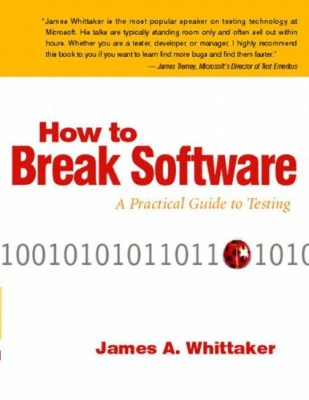 "James Whittaker is the most popular speaker on testing technology at
Microsoft. His talks are typically standing room only and often sell out within
hours. Whether you are a tester, developer, or manager, I highly recommend
this book to you if you want to learn find more bugs and find them faster."
— James Tierney, Microsoft's Director of Test Emeritus
How to
Break Software
A Practical Guide to Testing
10010101011011 1010
James A. Whittaker